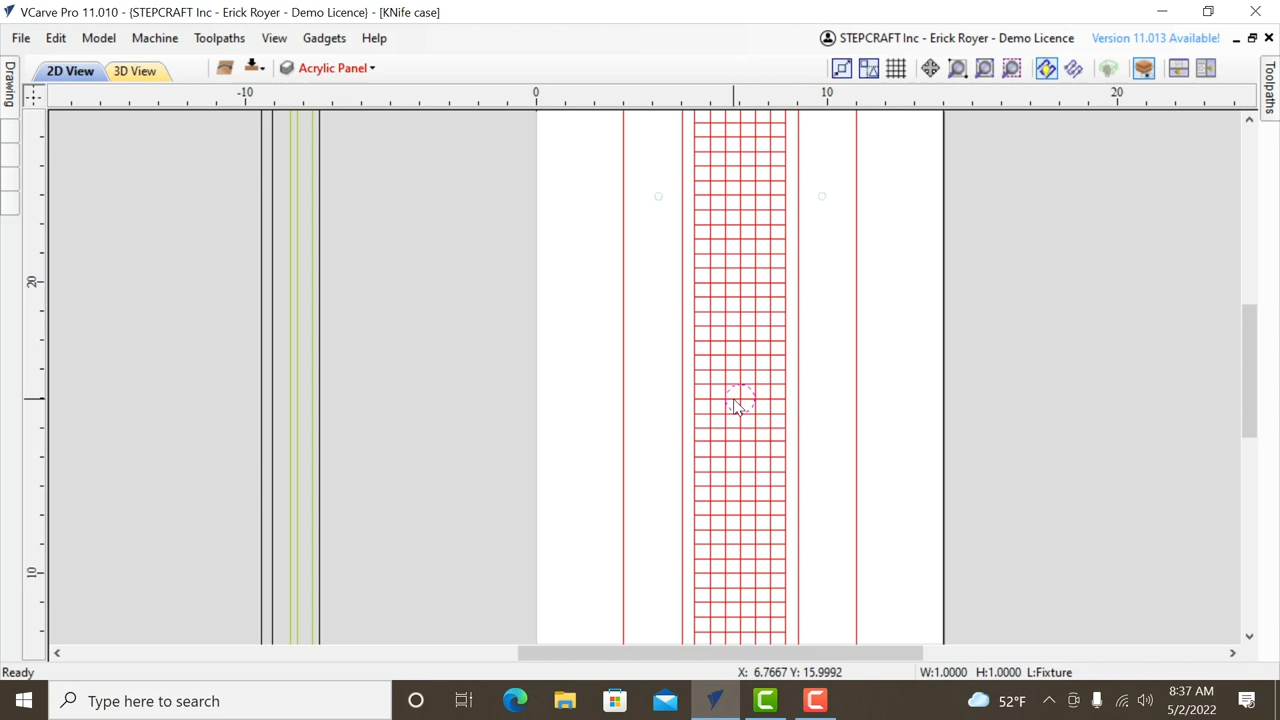 VCarve Pro 11.010 - {STEPCRAFT Inc - Erick Royer - Demo Licence} - [KNife case]
File Edit Model Machine Toolpaths View Gadgets Help
STEPCRAFT Inc - Erick Royer - Demo Licence Version 11.013 Available!
Drawing
2D View 3D View Acrylic Panel
Toolpaths
-10 0 10 20
20
10
Ready X: 6.7667 Y: 15.9992 W:1.0000 H:1.0000 L:Fixture
Type here to search
52°F
8:37 AM
5/2/2022